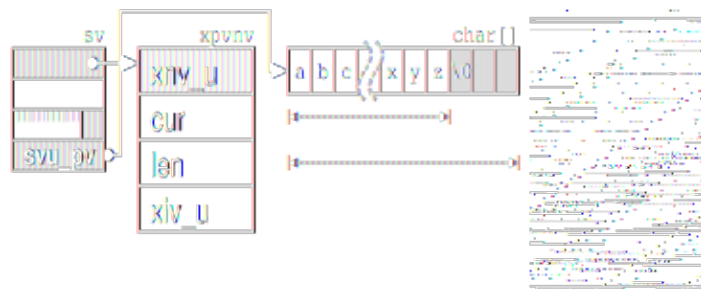 sv
xpvnv
char[]
xnv_u
a b c x y z \0
cur
len
svu_pv
xiv_u